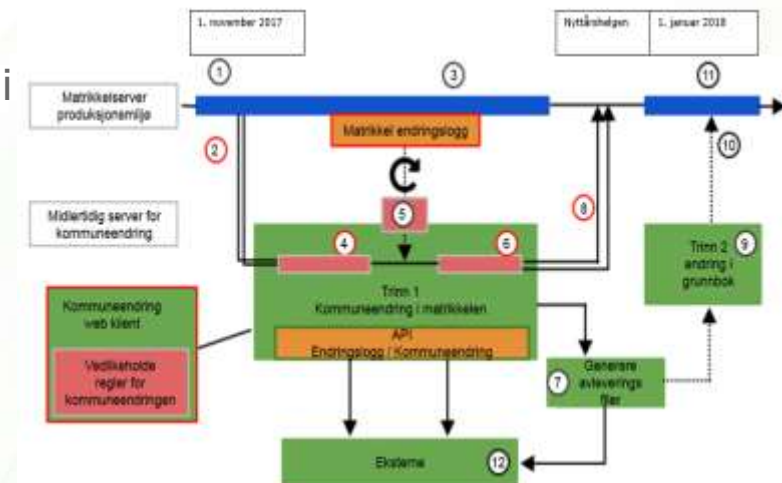 1. november 2017
Nyttårshelgen
1. januar 2018
i
1
3
11
Matrikkelserver
produksjonsmiljø
Matrikkel endringslogg
2
10
5
8
Midlertidig server for
kommuneendring
4
6
9
Trinn 2
endring i
grunnbok
Trinn 1
Kommuneendring i matrikkelen
Kommuneendring
web klient
API
Endringslogg / Kommuneendring
Vedlikeholde
regler for
kommuneendringen
7
Generere
avleverings
filer
Eksterne
12